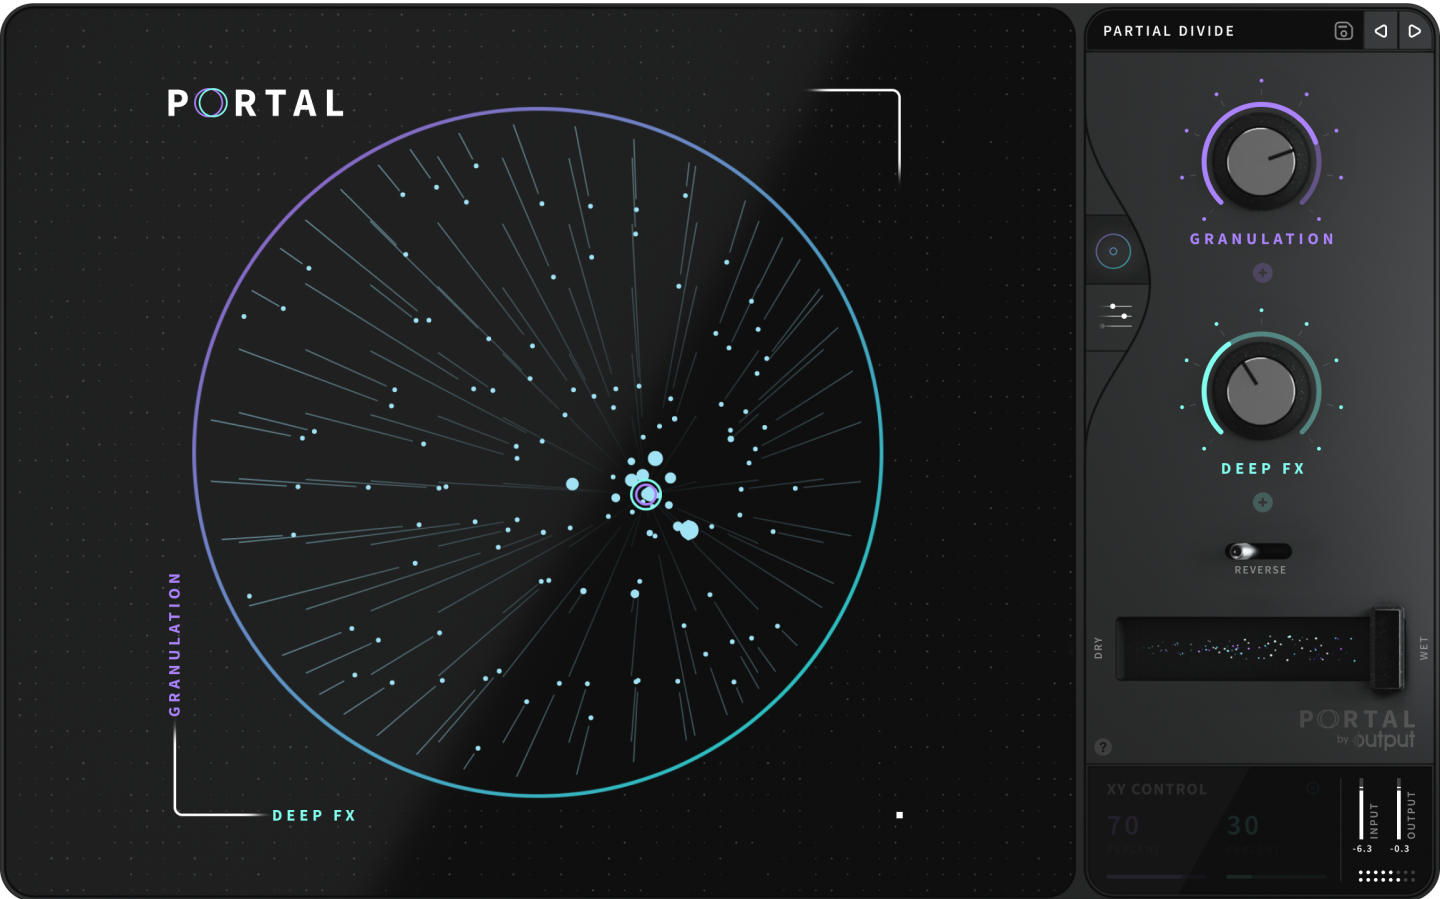 PORTAL
GRANULATION
DEEP FX
PARTIAL DIVIDE
GRANULATION
DEEP FX
REVERSE
DRY
WET
PORTAL
by output
?
XY CONTROL
70
30
INPUT
OUTPUT
-6.3
-0.3